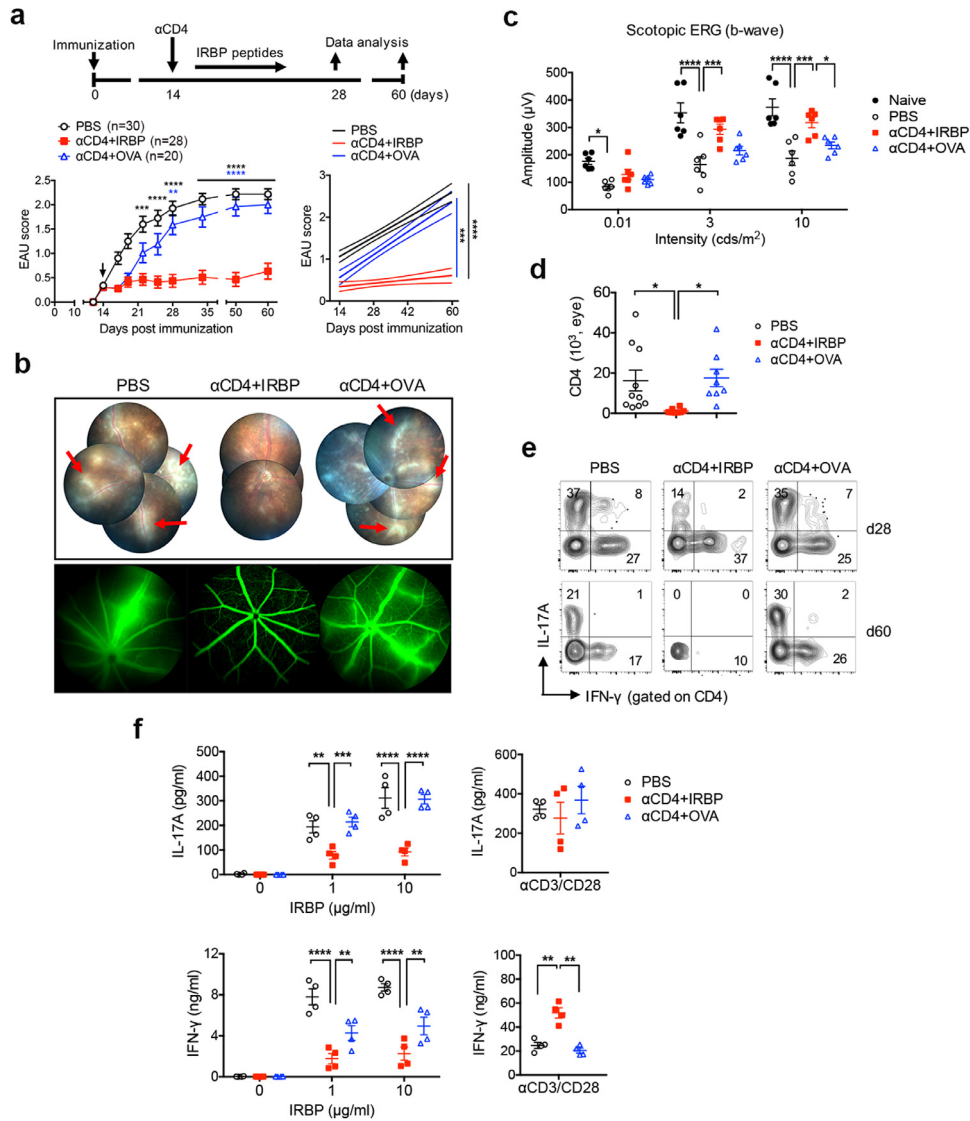 a
Immunization
αCD4
IRBP peptides
Data analysis
0
14
28
60 (days)
PBS (n=30)
αCD4+IRBP (n=28)
αCD4+OVA (n=20)
EAU score
2.5
2.0
1.5
1.0
0.5
0.0
***
****
****
**
****
****
0
10
14
21
28
35
50
60
Days post immunization
PBS
αCD4+IRBP
αCD4+OVA
EAU score
3
2
1
0
***
****
14
28
42
60
Days post immunization
b
PBS
αCD4+IRBP
αCD4+OVA
c
Scotopic ERG (b-wave)
Amplitude (µV)
500
400
300
200
100
0
*
****
***
****
***
*
Naive
PBS
αCD4+IRBP
αCD4+OVA
0.01
3
10
Intensity (cds/m²)
d
CD4 (10³, eye)
60
40
20
0
*
*
PBS
αCD4+IRBP
αCD4+OVA
e
PBS
αCD4+IRBP
αCD4+OVA
37
8
27
14
2
37
35
7
25
d28
21
1
17
0
0
10
30
2
26
d60
IL-17A
IFN-γ (gated on CD4)
f
IL-17A (pg/ml)
500
400
300
200
100
0
**
***
****
****
0
1
10
IRBP (µg/ml)
IL-17A (pg/ml)
600
400
200
0
αCD3/CD28
PBS
αCD4+IRBP
αCD4+OVA
IFN-γ (ng/ml)
12
8
4
0
****
**
****
**
0
1
10
IRBP (µg/ml)
IFN-γ (ng/ml)
100
80
60
40
20
0
**
**
αCD3/CD28